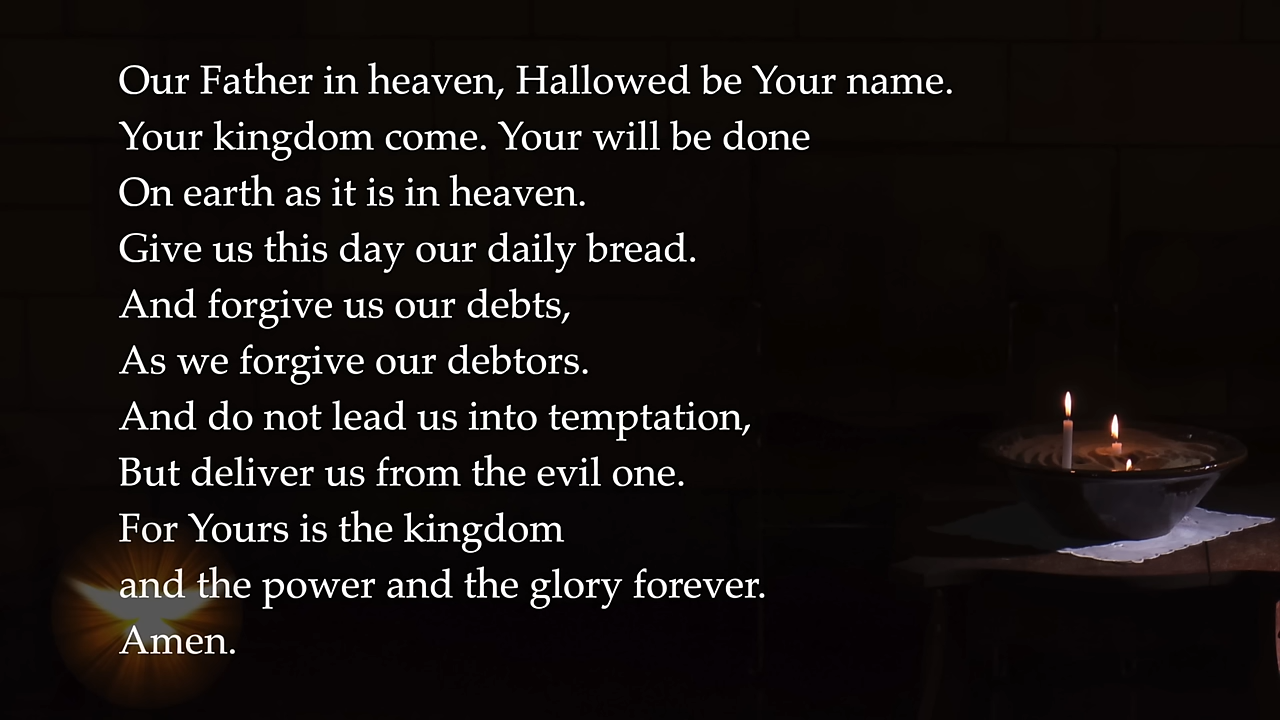 Our Father in heaven, Hallowed be Your name.
Your kingdom come. Your will be done
On earth as it is in heaven.
Give us this day our daily bread.
And forgive us our debts,
As we forgive our debtors.
And do not lead us into temptation,
But deliver us from the evil one.
For Yours is the kingdom
and the power and the glory forever.
Amen.